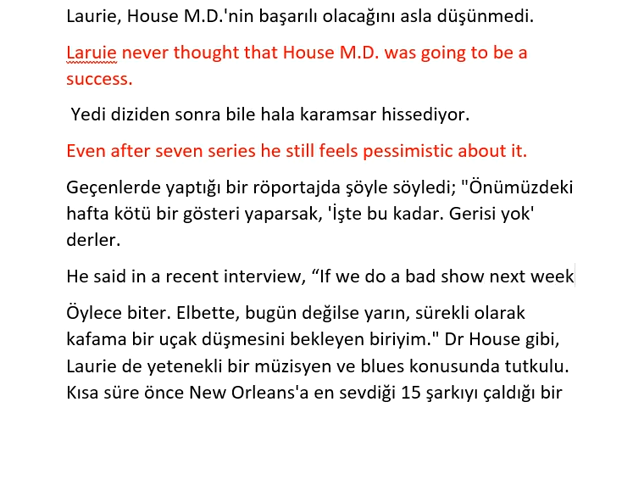 Laurie, House M.D.'nin başarılı olacağını asla düşünmedi.
Laruie never thought that House M.D. was going to be a
success.
Yedi diziden sonra bile hala karamsar hissediyor.
Even after seven series he still feels pessimistic about it.
Geçenlerde yaptığı bir röportajda şöyle söyledi; "Önümüzdeki
hafta kötü bir gösteri yaparsak, 'İşte bu kadar. Gerisi yok'
derler.
He said in a recent interview, “If we do a bad show next week
Öylece biter. Elbette, bugün değilse yarın, sürekli olarak
kafama bir uçak düşmesini bekleyen biriyim." Dr House gibi,
Laurie de yetenekli bir müzisyen ve blues konusunda tutkulu.
Kısa süre önce New Orleans'a en sevdiği 15 şarkıyı çaldığı bir